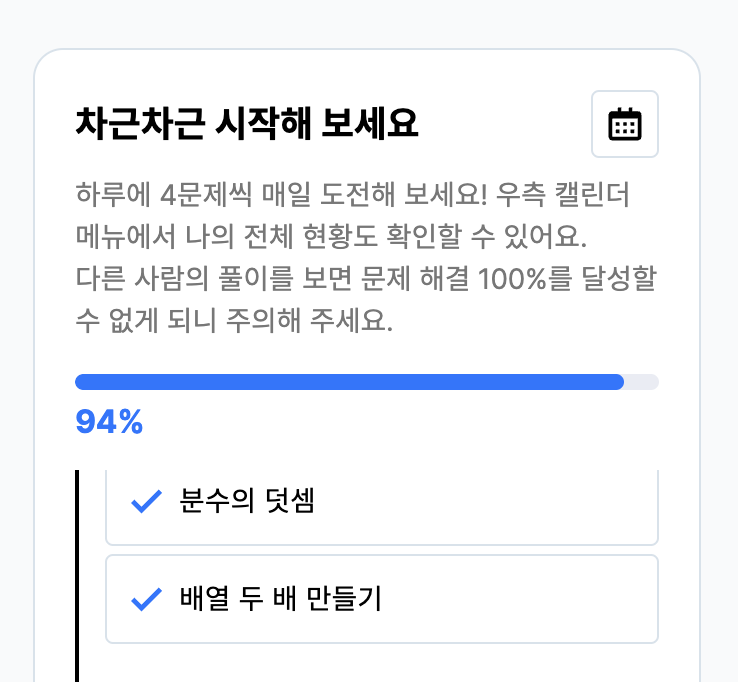 차근차근 시작해 보세요
하루에 4문제씩 매일 도전해 보세요! 우측 캘린더
메뉴에서 나의 전체 현황도 확인할 수 있어요.
다른 사람의 풀이를 보면 문제 해결 100%를 달성할
수 없게 되니 주의해 주세요.
94%
분수의 덧셈
배열 두 배 만들기